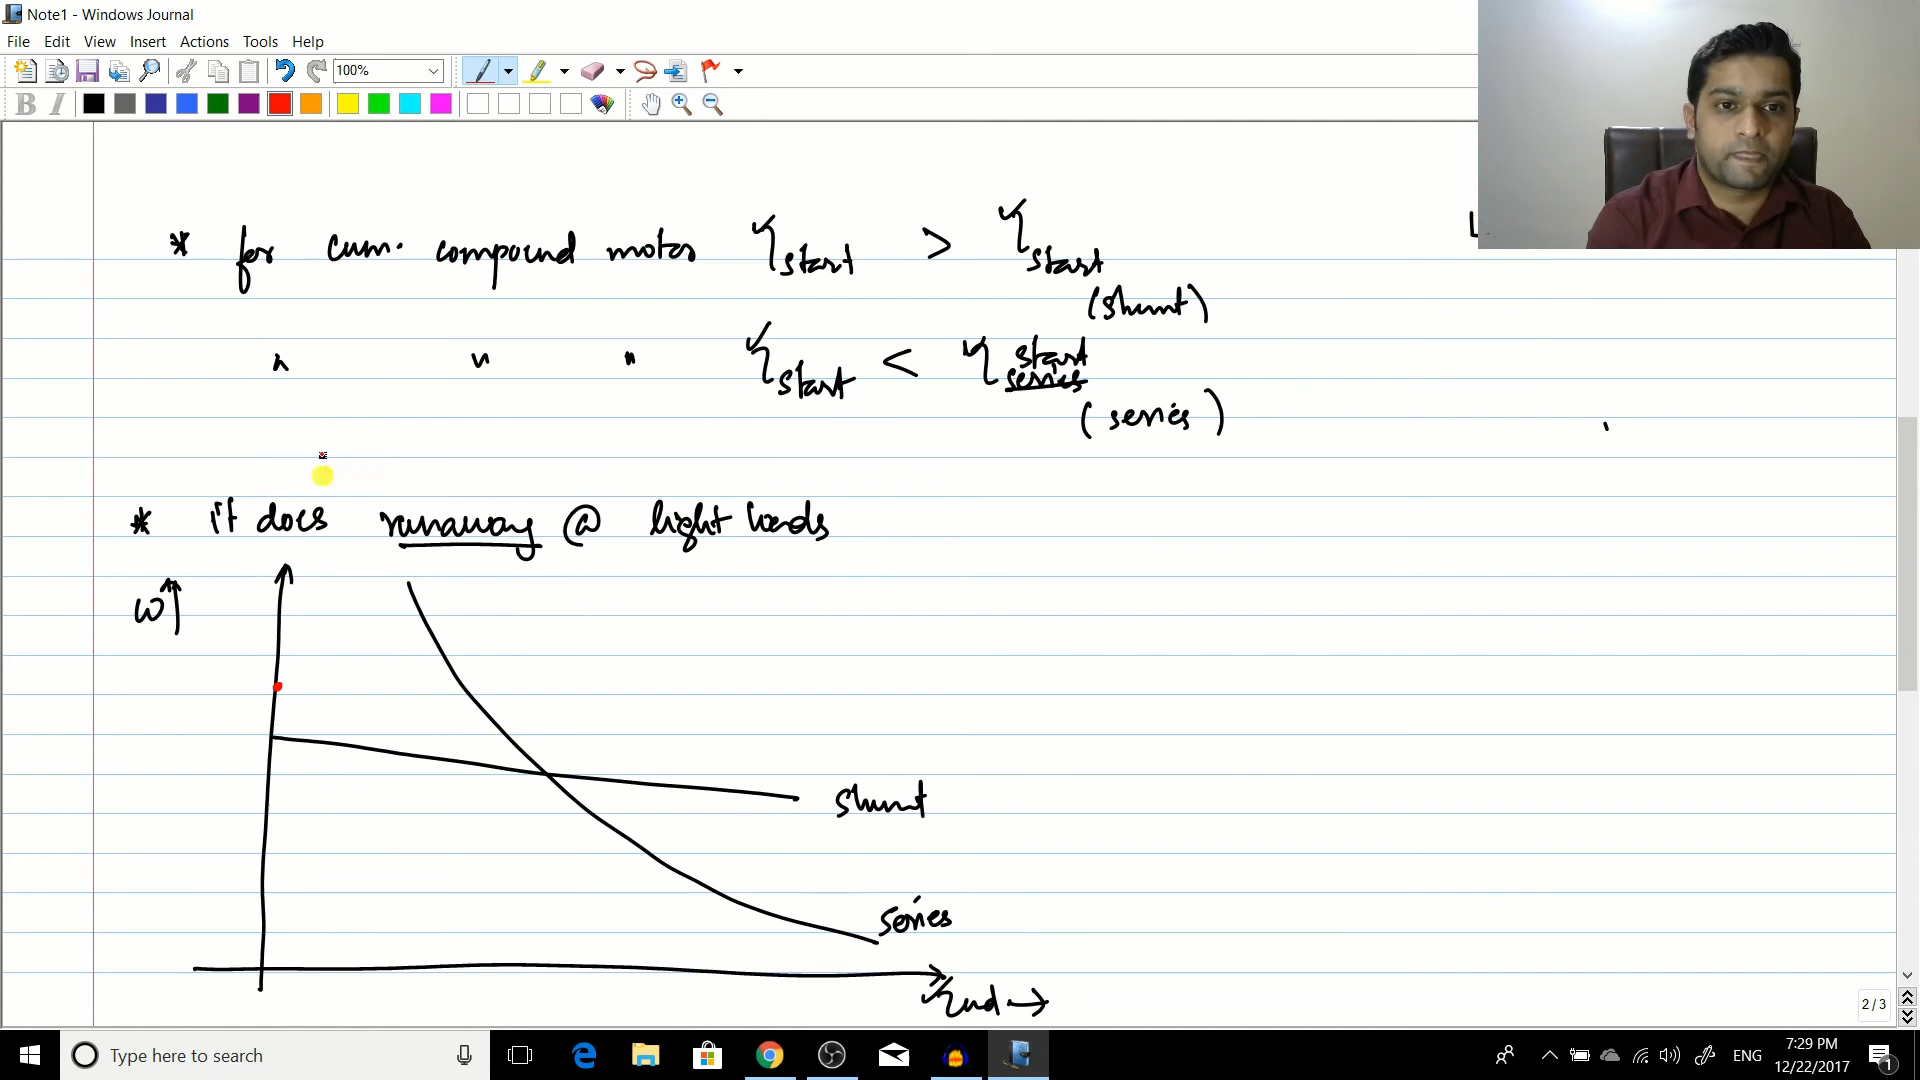 Note1 - Windows Journal
File Edit View Insert Actions Tools Help
100%
B I
* for cum. compound motor τstart > τstart
(shunt)
" " " τstart < τstart
series
(series)
* it does runaway @ light loads
ω↑
shunt
series
τind →
2 / 3
Type here to search
ENG
7:29 PM
12/22/2017
1